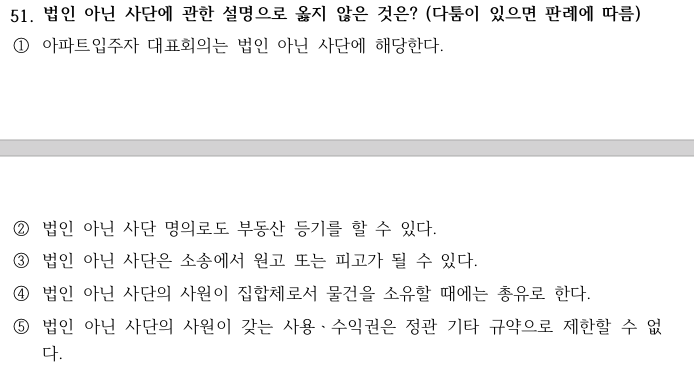 51. 법인 아닌 사단에 관한 설명으로 옳지 않은 것은? (다툼이 있으면 판례에 따름)
① 아파트입주자 대표회의는 법인 아닌 사단에 해당한다.
② 법인 아닌 사단 명의로도 부동산 등기를 할 수 있다.
③ 법인 아닌 사단은 소송에서 원고 또는 피고가 될 수 있다.
④ 법인 아닌 사단의 사원이 집합체로서 물건을 소유할 때에는 총유로 한다.
⑤ 법인 아닌 사단의 사원이 갖는 사용ㆍ수익권은 정관 기타 규약으로 제한할 수 없
다.